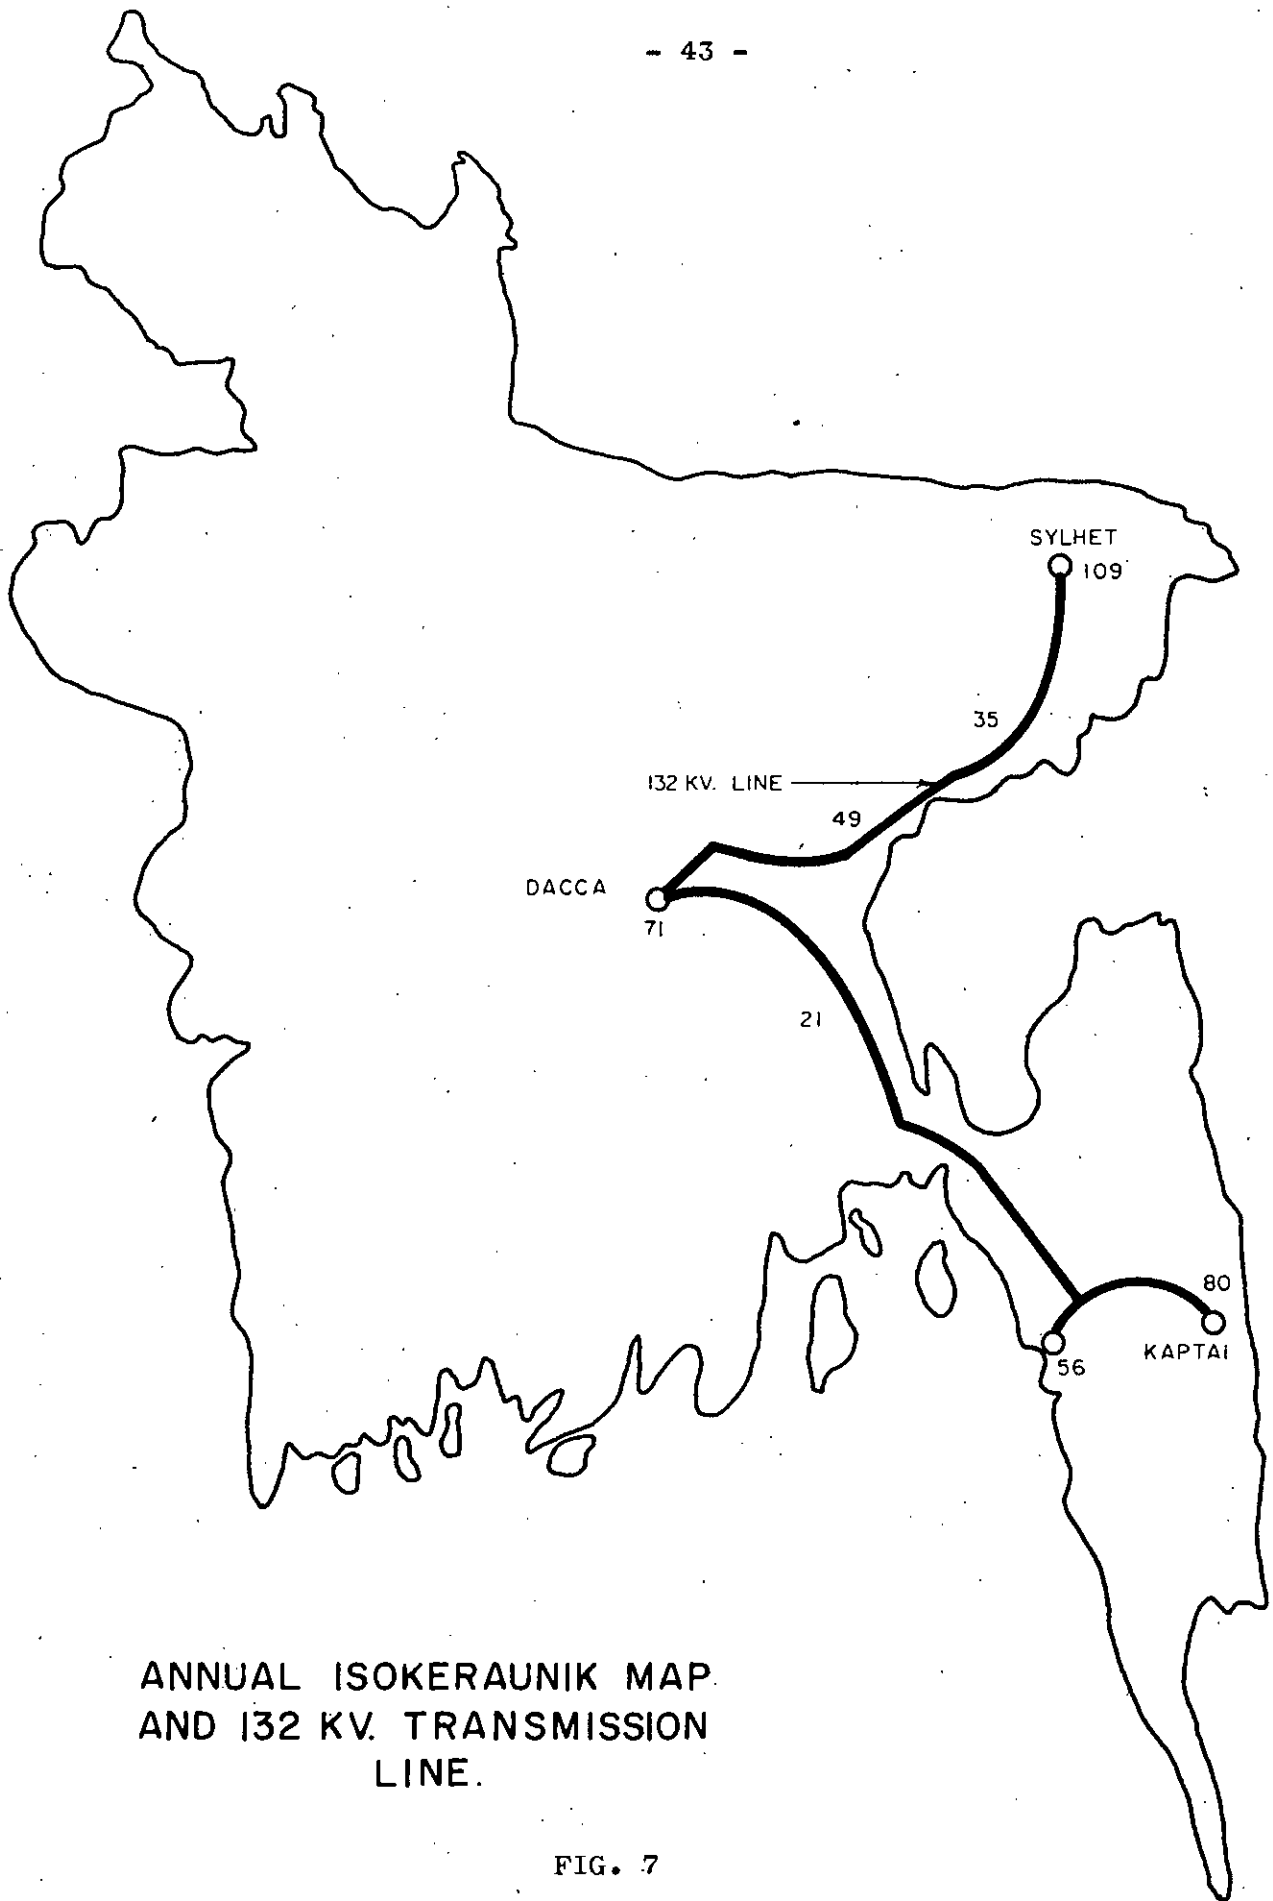 - 43 -
SYLHET
109
35
132 KV. LINE
49
DACCA
71
21
80
KAPTAI
56
ANNUAL ISOKERAUNIK MAP
AND 132 KV. TRANSMISSION
LINE.
FIG. 7